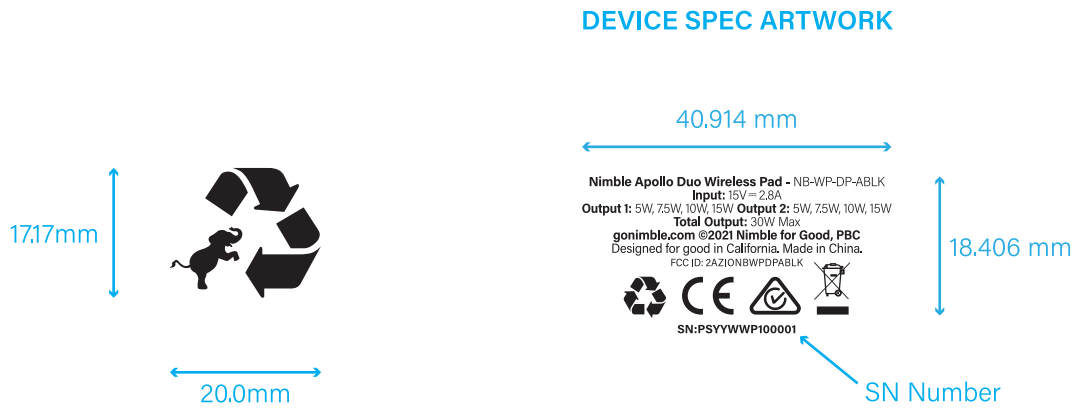 DEVICE SPEC ARTWORK
40.914 mm
17.17mm
Nimble Apollo Duo Wireless Pad - NB-WP-DP-ABLK
Input: 15V⎓2.8A
Output 1: 5W, 7.5W, 10W, 15W Output 2: 5W, 7.5W, 10W, 15W
Total Output: 30W Max
gonimble.com ©2021 Nimble for Good, PBC
Designed for good in California. Made in China.
FCC ID: 2AZIONBWPDPABLK
CE
SN:PSYYWWP100001
18.406 mm
20.0mm
SN Number